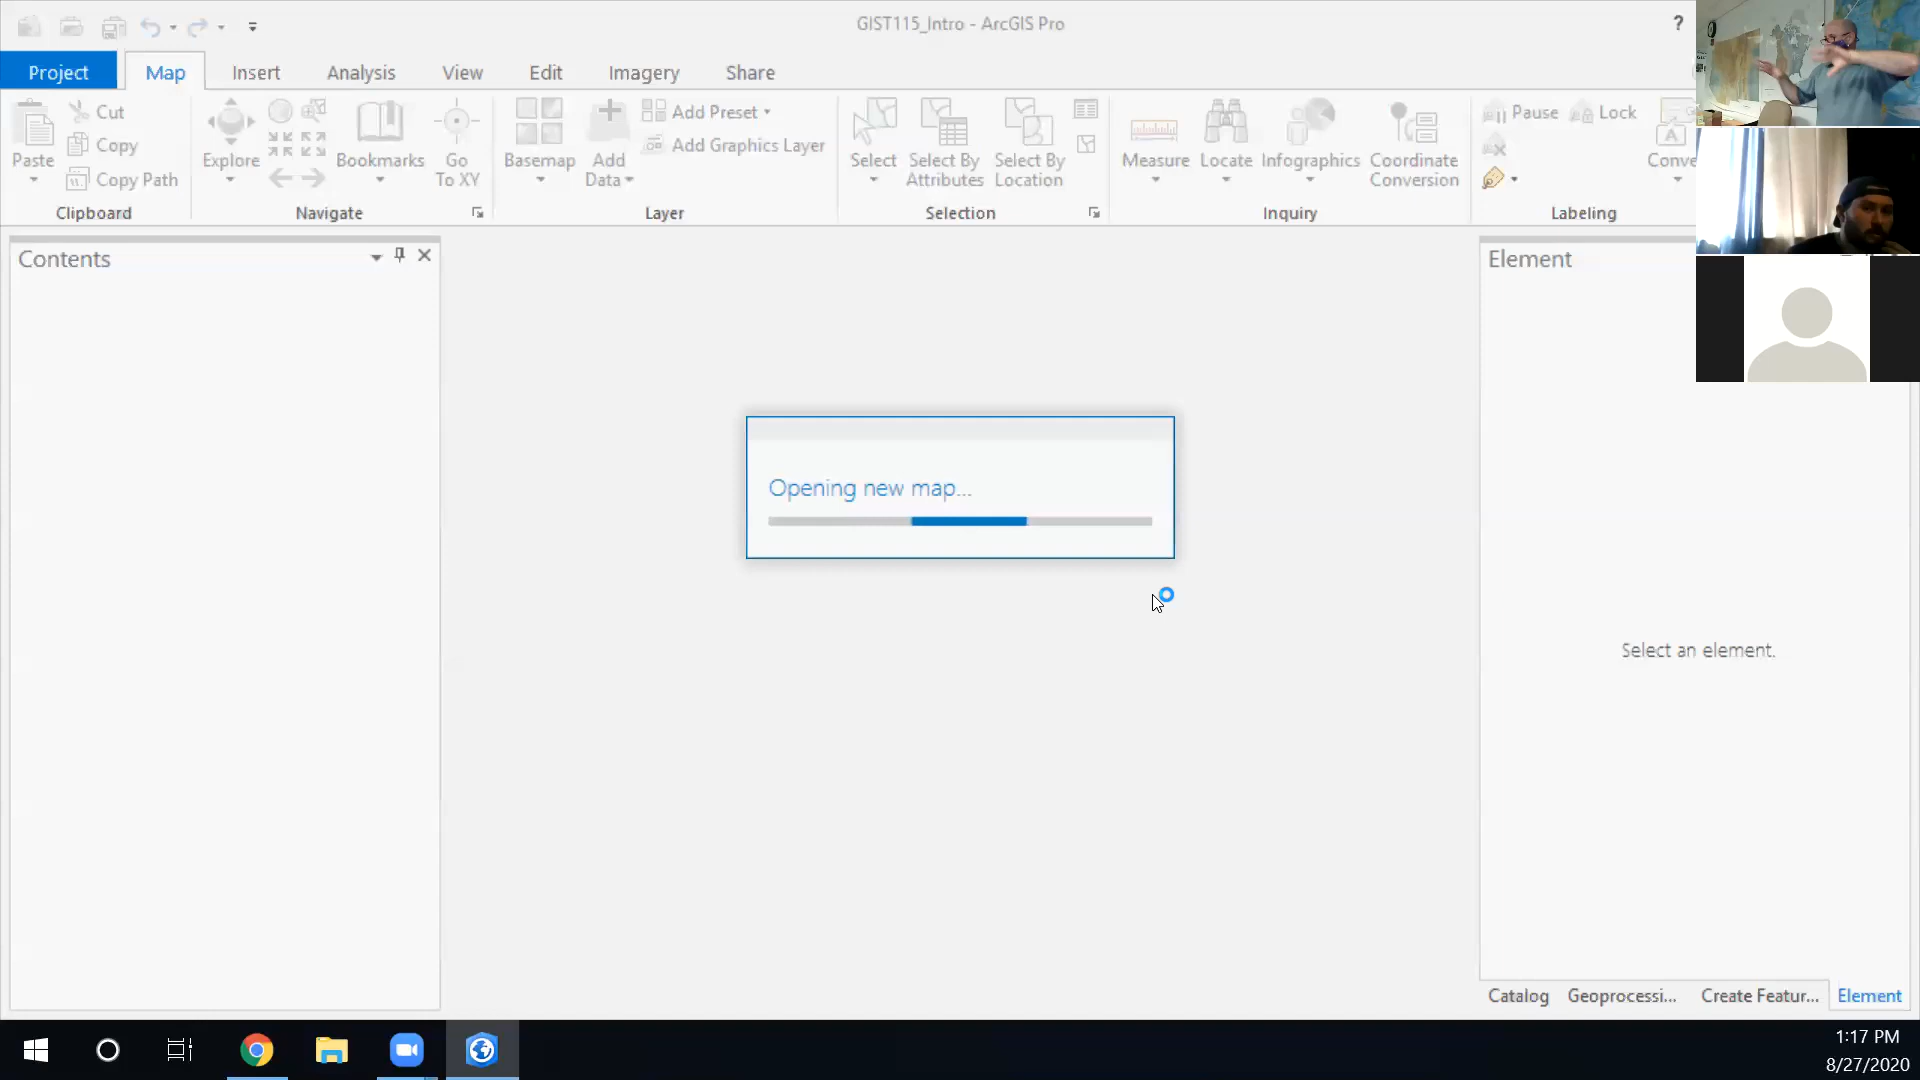 GIST115_Intro - ArcGIS Pro
?
Project
Map
Insert
Analysis
View
Edit
Imagery
Share
Paste
Cut
Copy
Copy Path
Clipboard
Explore
Bookmarks
Go
To XY
Navigate
Basemap
Add
Data
Add Preset
Add Graphics Layer
Layer
Select
Select By
Attributes
Select By
Location
Selection
Measure
Locate
Infographics
Coordinate
Conversion
Inquiry
Pause
Lock
Conve
Labeling
Contents
Element
Opening new map...
Select an element.
Catalog
Geoprocessi...
Create Featur...
Element
1:17 PM
8/27/2020